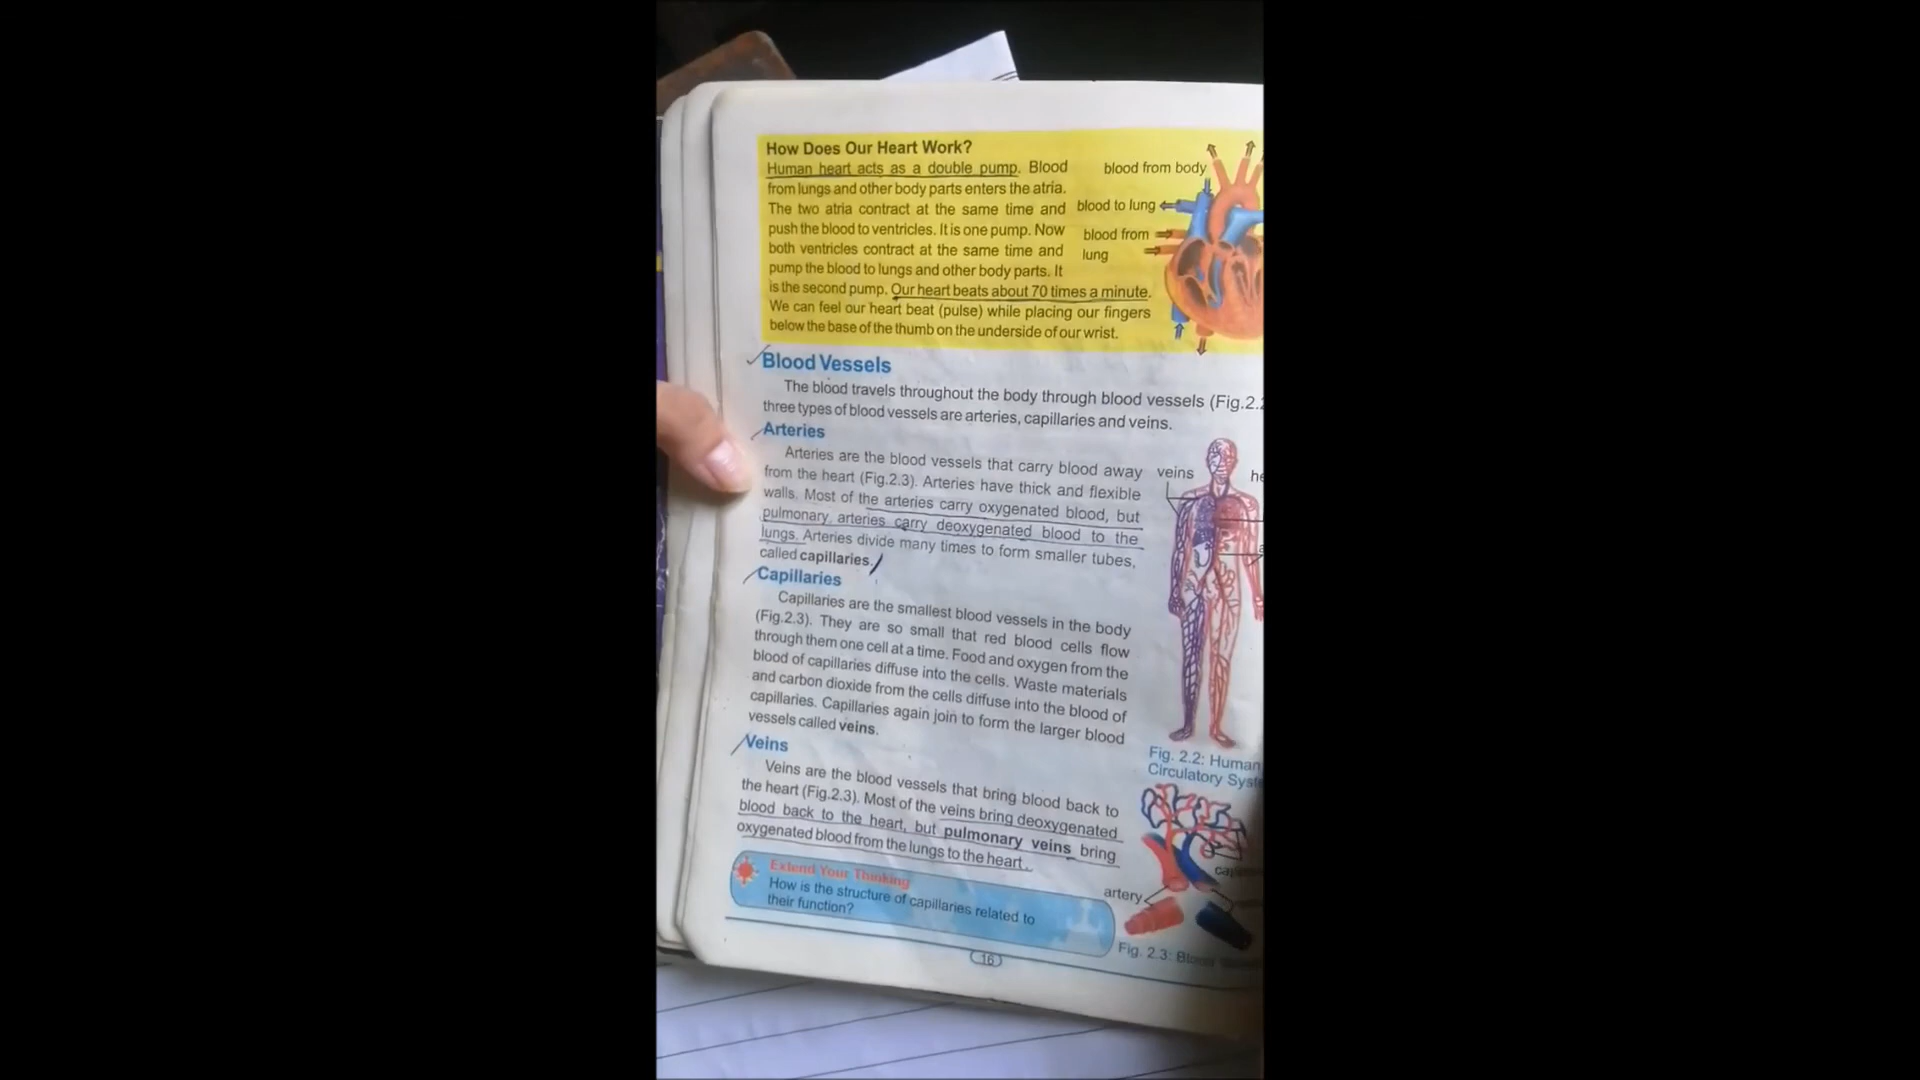 How Does Our Heart Work?
Human heart acts as a double pump. Blood
from lungs and other body parts enters the atria.
The two atria contract at the same time and
push the blood to ventricles. It is one pump. Now
both ventricles contract at the same time and
pump the blood to lungs and other body parts. It
is the second pump. Our heart beats about 70 times a minute.
We can feel our heart beat (pulse) while placing our fingers
below the base of the thumb on the underside of our wrist.
blood from body
blood to lung
blood from
lung
Blood Vessels
The blood travels throughout the body through blood vessels (Fig.2.2
three types of blood vessels are arteries, capillaries and veins.
Arteries
Arteries are the blood vessels that carry blood away
from the heart (Fig.2.3). Arteries have thick and flexible
walls. Most of the arteries carry oxygenated blood, but
pulmonary arteries carry deoxygenated blood to the
lungs. Arteries divide many times to form smaller tubes,
called capillaries.
veins
he
Capillaries
Capillaries are the smallest blood vessels in the body
(Fig.2.3). They are so small that red blood cells flow
through them one cell at a time. Food and oxygen from the
blood of capillaries diffuse into the cells. Waste materials
and carbon dioxide from the cells diffuse into the blood of
capillaries. Capillaries again join to form the larger blood
vessels called veins.
Fig. 2.2: Human
Circulatory Syst
Veins
Veins are the blood vessels that bring blood back to
the heart (Fig.2.3). Most of the veins bring deoxygenated
blood back to the heart, but pulmonary veins bring
oxygenated blood from the lungs to the heart.
Extend Your Thinking
How is the structure of capillaries related to
their function?
artery
Fig. 2.3: Blood
16